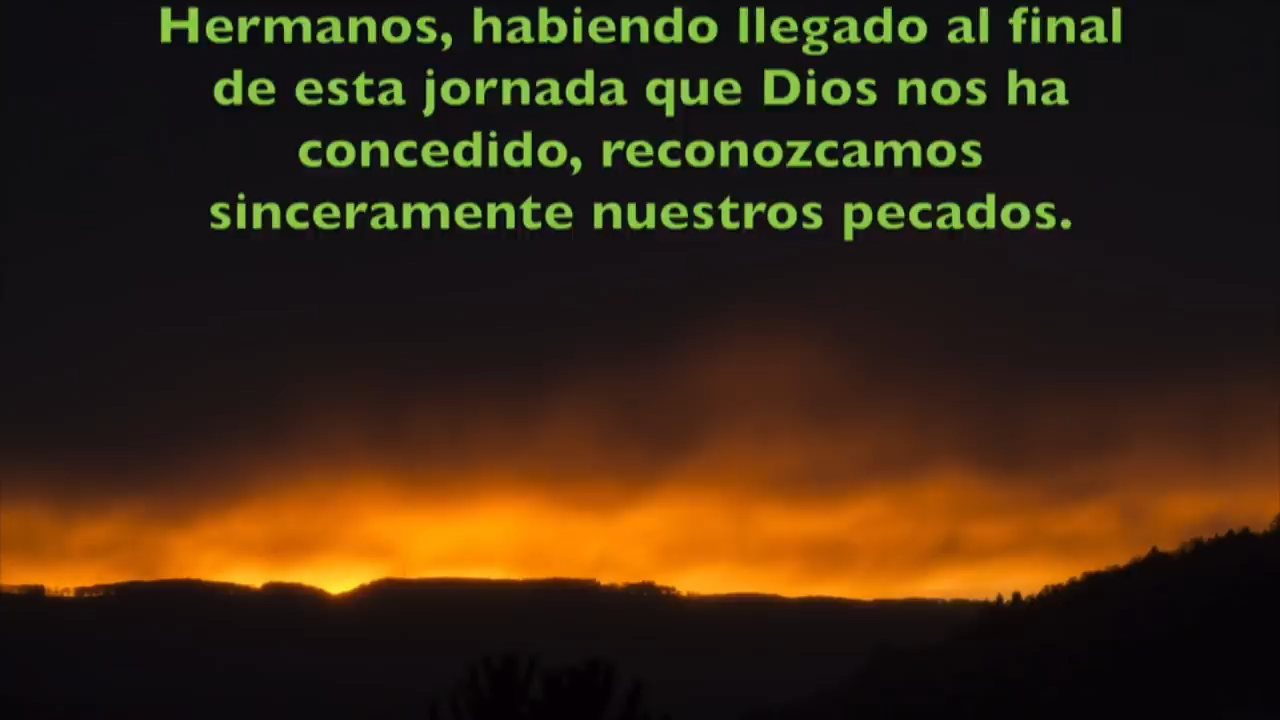 Hermanos, habiendo llegado al final
de esta jornada que Dios nos ha
concedido, reconozcamos
sinceramente nuestros pecados.